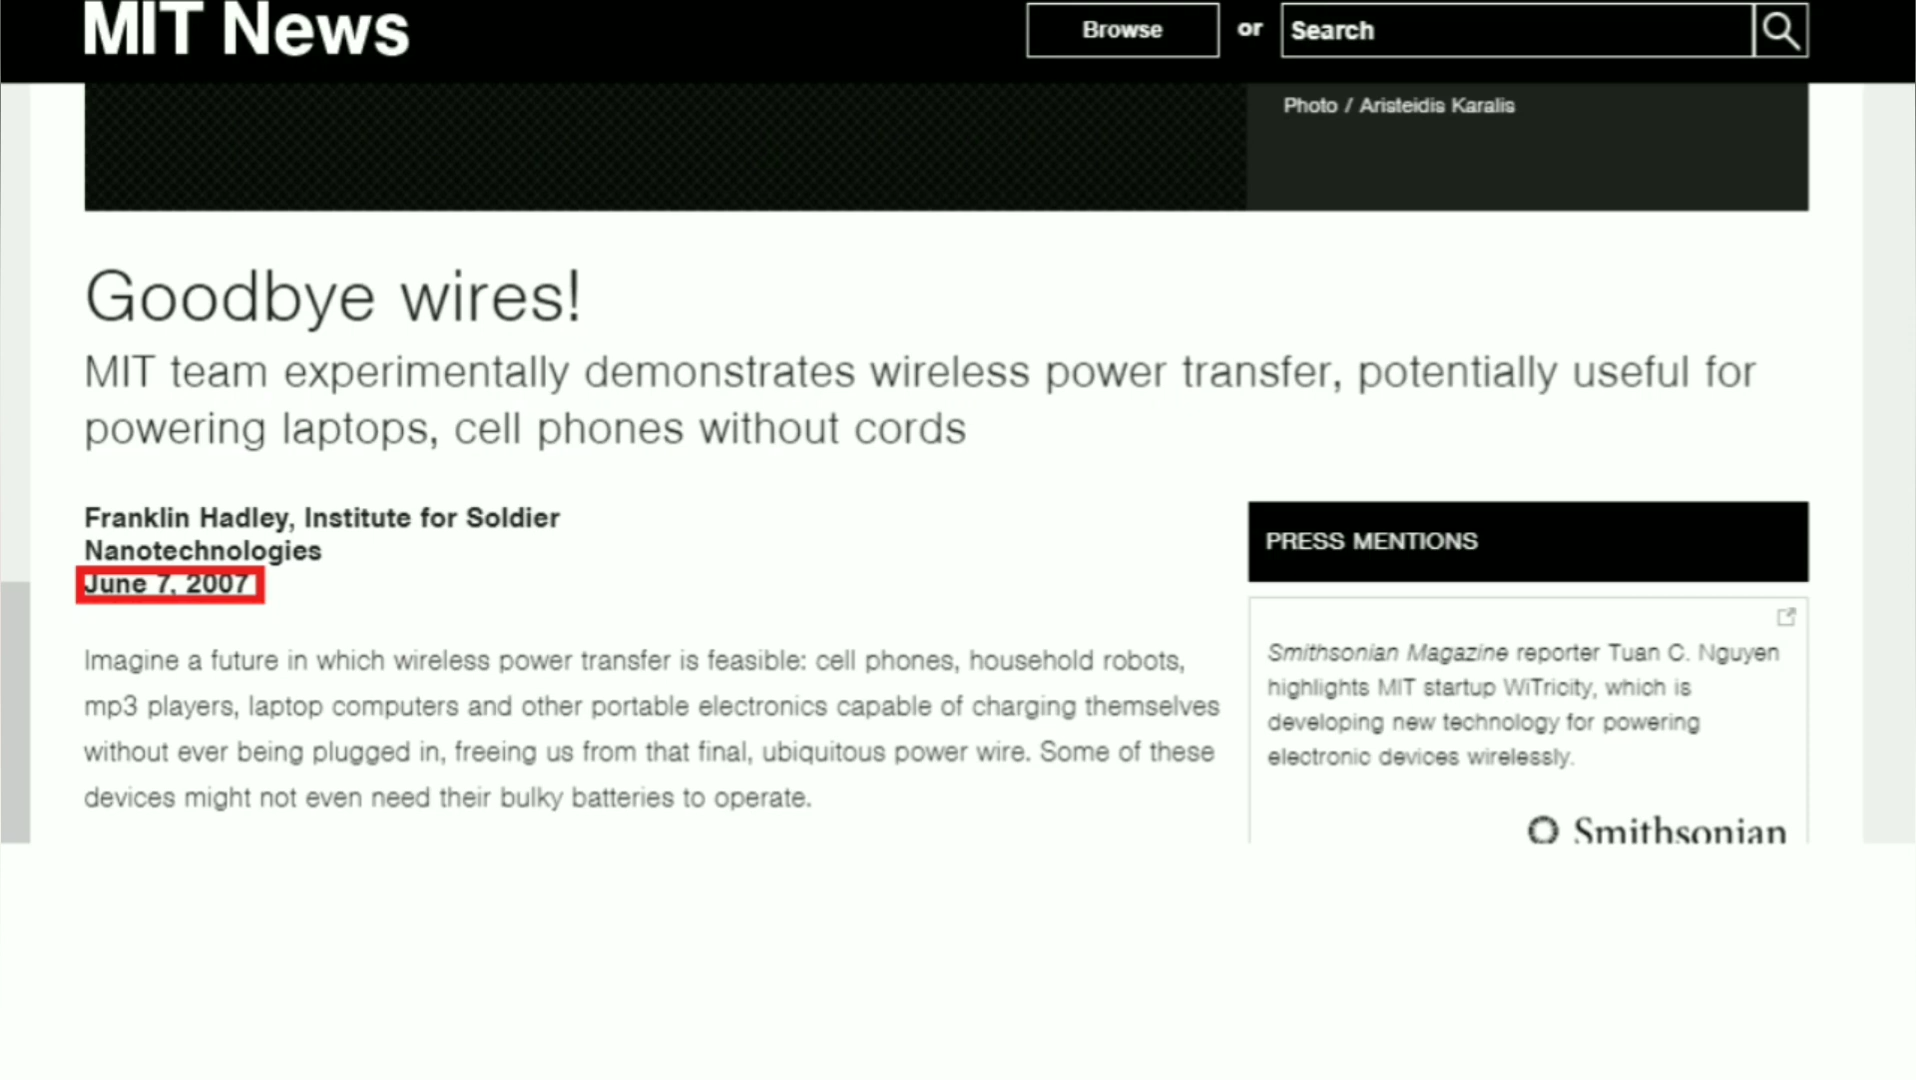 MIT News
Browse
or
Search
Photo / Aristeidis Karalis
Goodbye wires!
MIT team experimentally demonstrates wireless power transfer, potentially useful for
powering laptops, cell phones without cords
Franklin Hadley, Institute for Soldier
Nanotechnologies
June 7, 2007
Imagine a future in which wireless power transfer is feasible: cell phones, household robots,
mp3 players, laptop computers and other portable electronics capable of charging themselves
without ever being plugged in, freeing us from that final, ubiquitous power wire. Some of these
devices might not even need their bulky batteries to operate.
PRESS MENTIONS
Smithsonian Magazine reporter Tuan C. Nguyen
highlights MIT startup WiTricity, which is
developing new technology for powering
electronic devices wirelessly.
Smithsonian